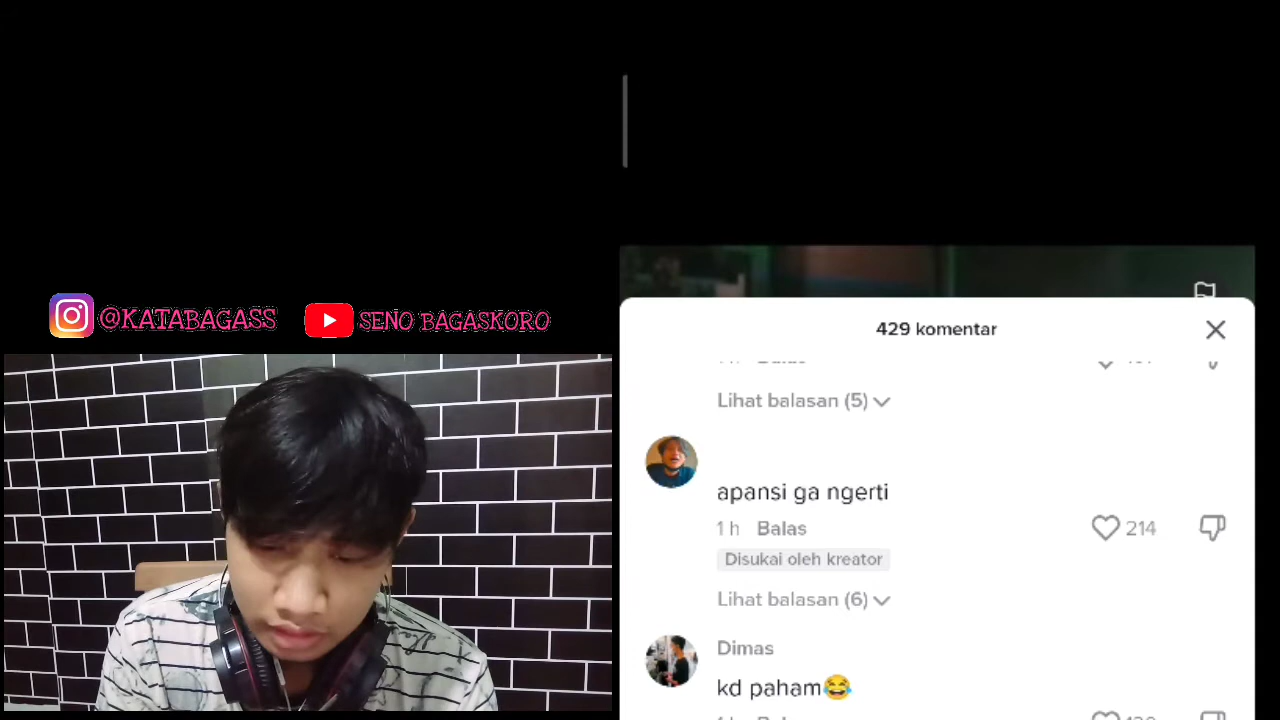 @KATABAGASS
SENO BAGASKORO
429 komentar
Lihat balasan (5)
apansi ga ngerti
1 h Balas
214
Disukai oleh kreator
Lihat balasan (6)
Dimas
kd paham😂